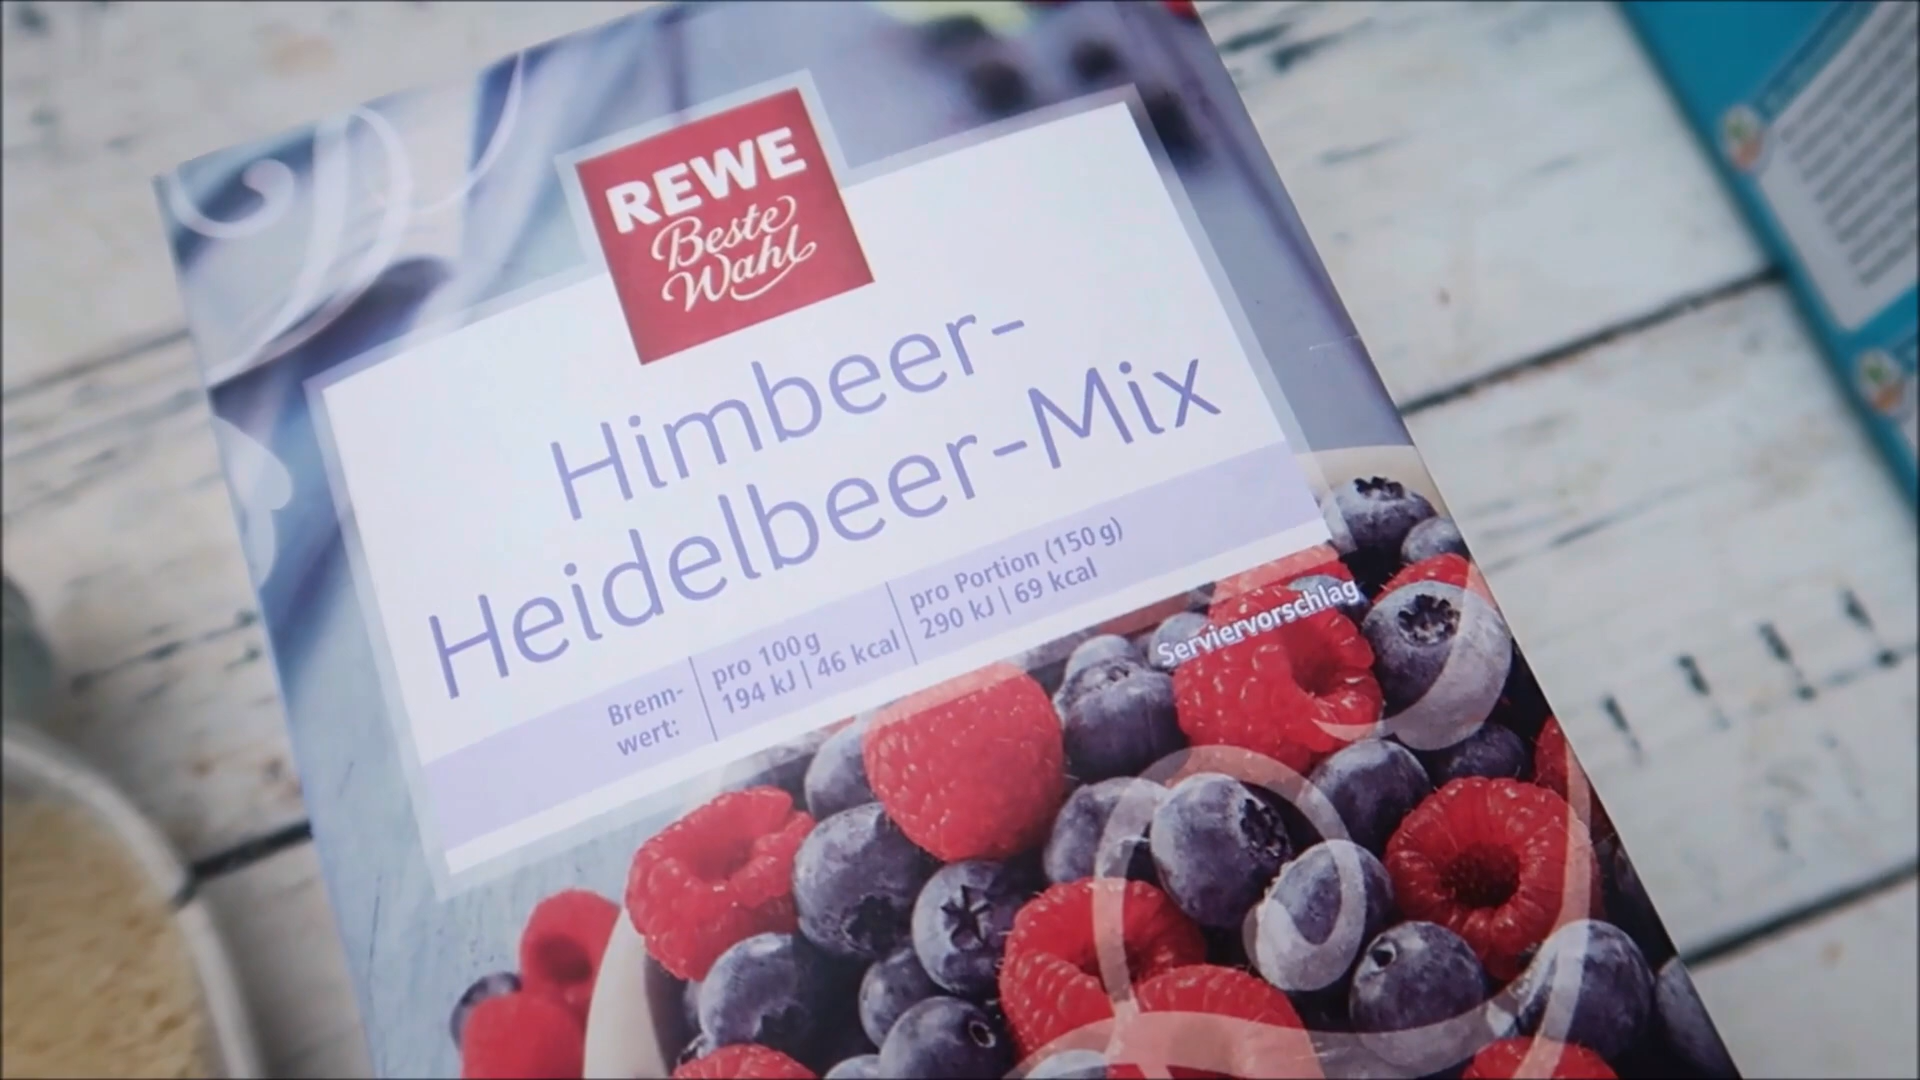 REWE
Beste
Wahl
Himbeer-
Heidelbeer-Mix
Brenn-
wert:
pro 100 g
194 kJ | 46 kcal
pro Portion (150 g)
290 kJ | 69 kcal
Serviervorschlag